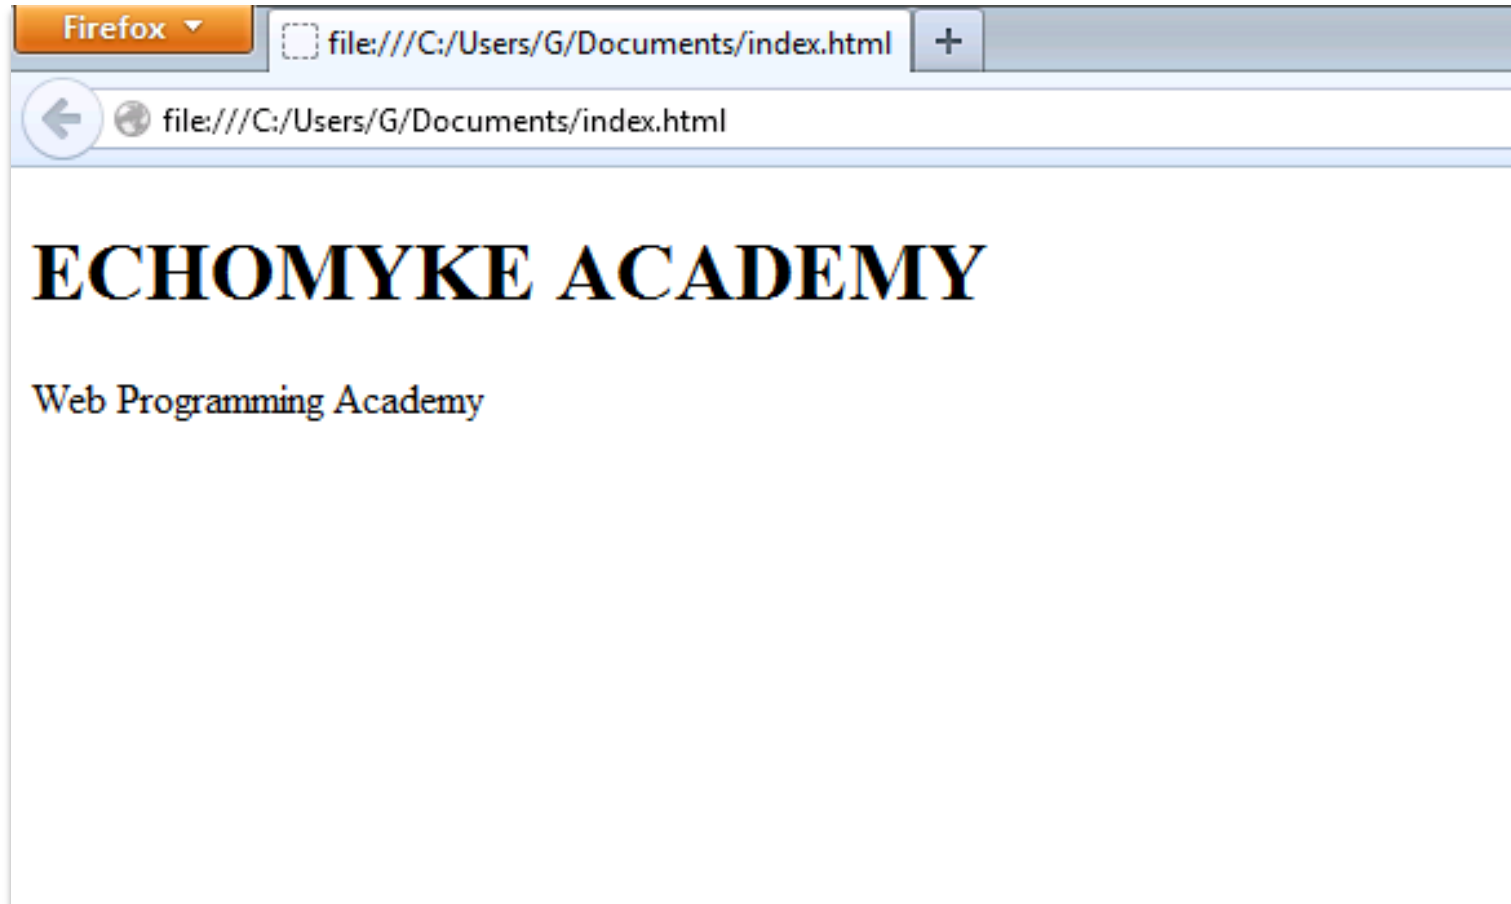 Firefox
file:///C:/Users/G/Documents/index.html
file:///C:/Users/G/Documents/index.html
ECHOMYKE ACADEMY
Web Programming Academy